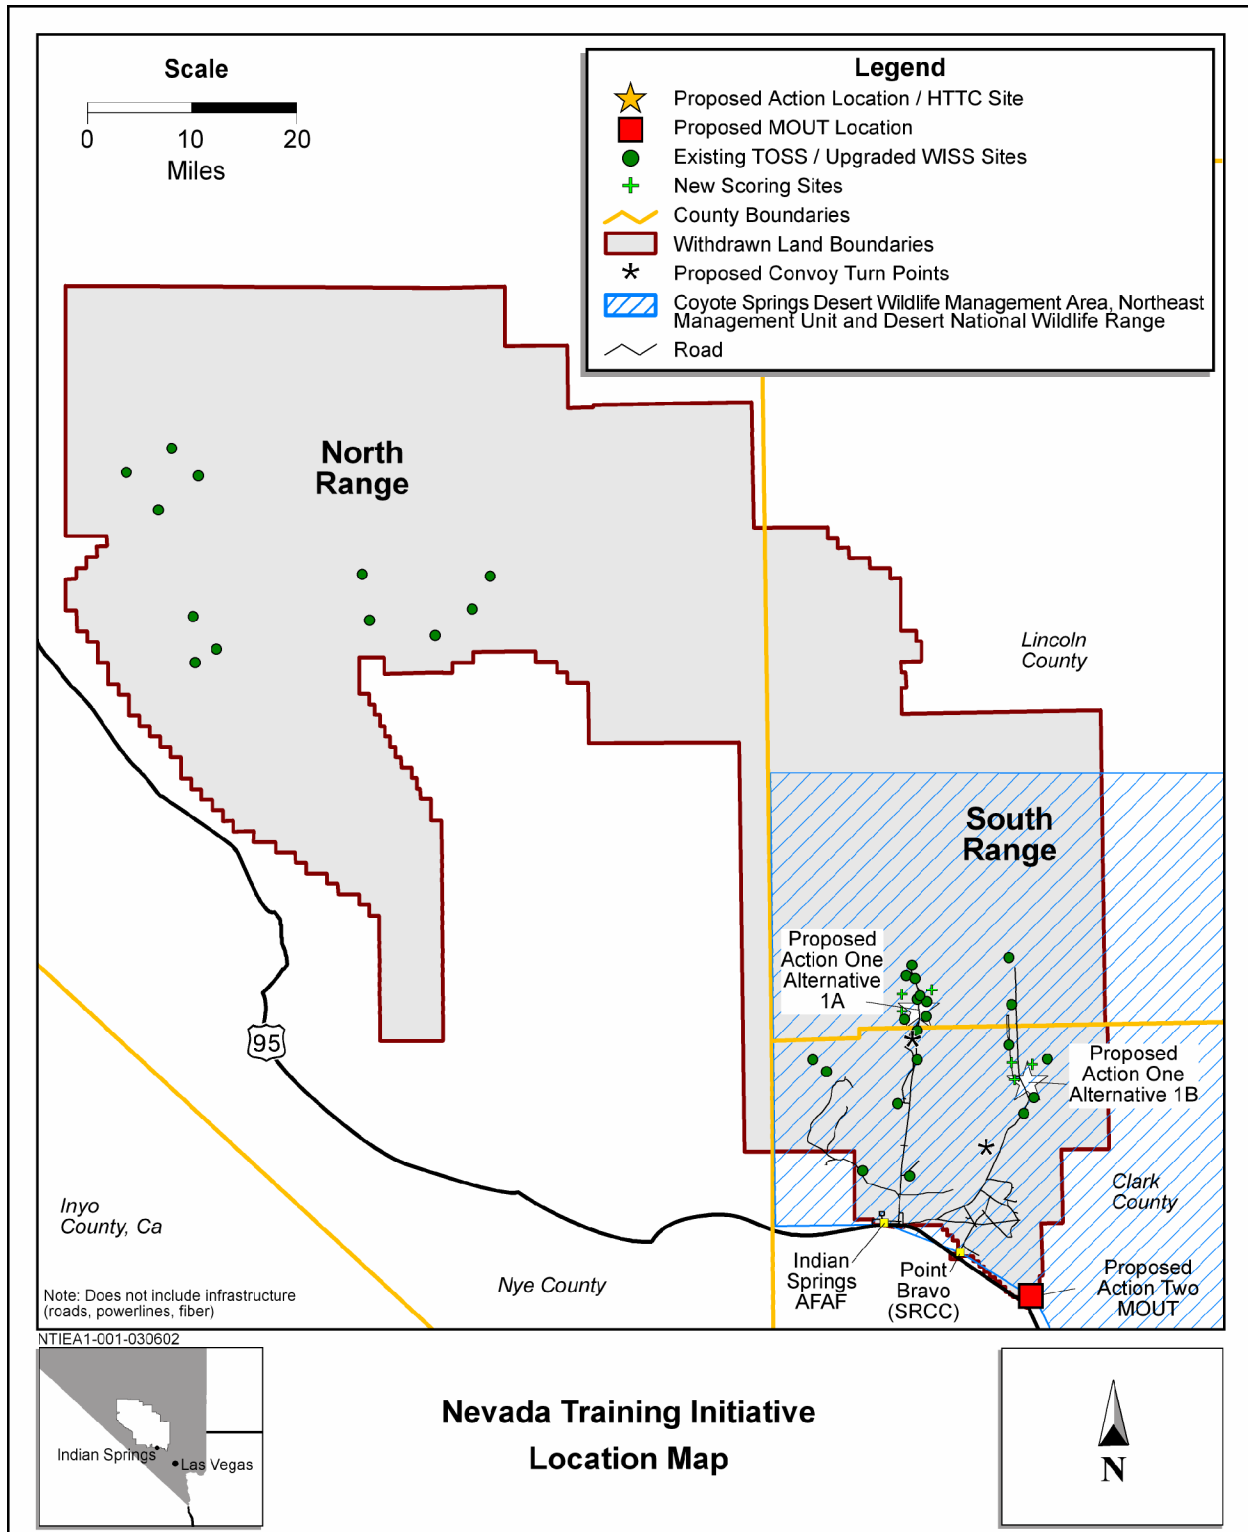 Scale
0 10 20
Miles
Legend
Proposed Action Location / HTTC Site
Proposed MOUT Location
Existing TOSS / Upgraded WISS Sites
New Scoring Sites
County Boundaries
Withdrawn Land Boundaries
Proposed Convoy Turn Points
Coyote Springs Desert Wildlife Management Area, Northeast
Management Unit and Desert National Wildlife Range
Road
North
Range
Lincoln
County
South
Range
Proposed
Action One
Alternative
1A
95
Proposed
Action One
Alternative 1B
Inyo
County, Ca
Clark
County
Nye County
Indian
Springs
AFAF
Point
Bravo
(SRCC)
Proposed
Action Two
MOUT
Note: Does not include infrastructure
(roads, powerlines, fiber)
NTIEA1-001-030602
Indian Springs
Las Vegas
Nevada Training Initiative
Location Map
N